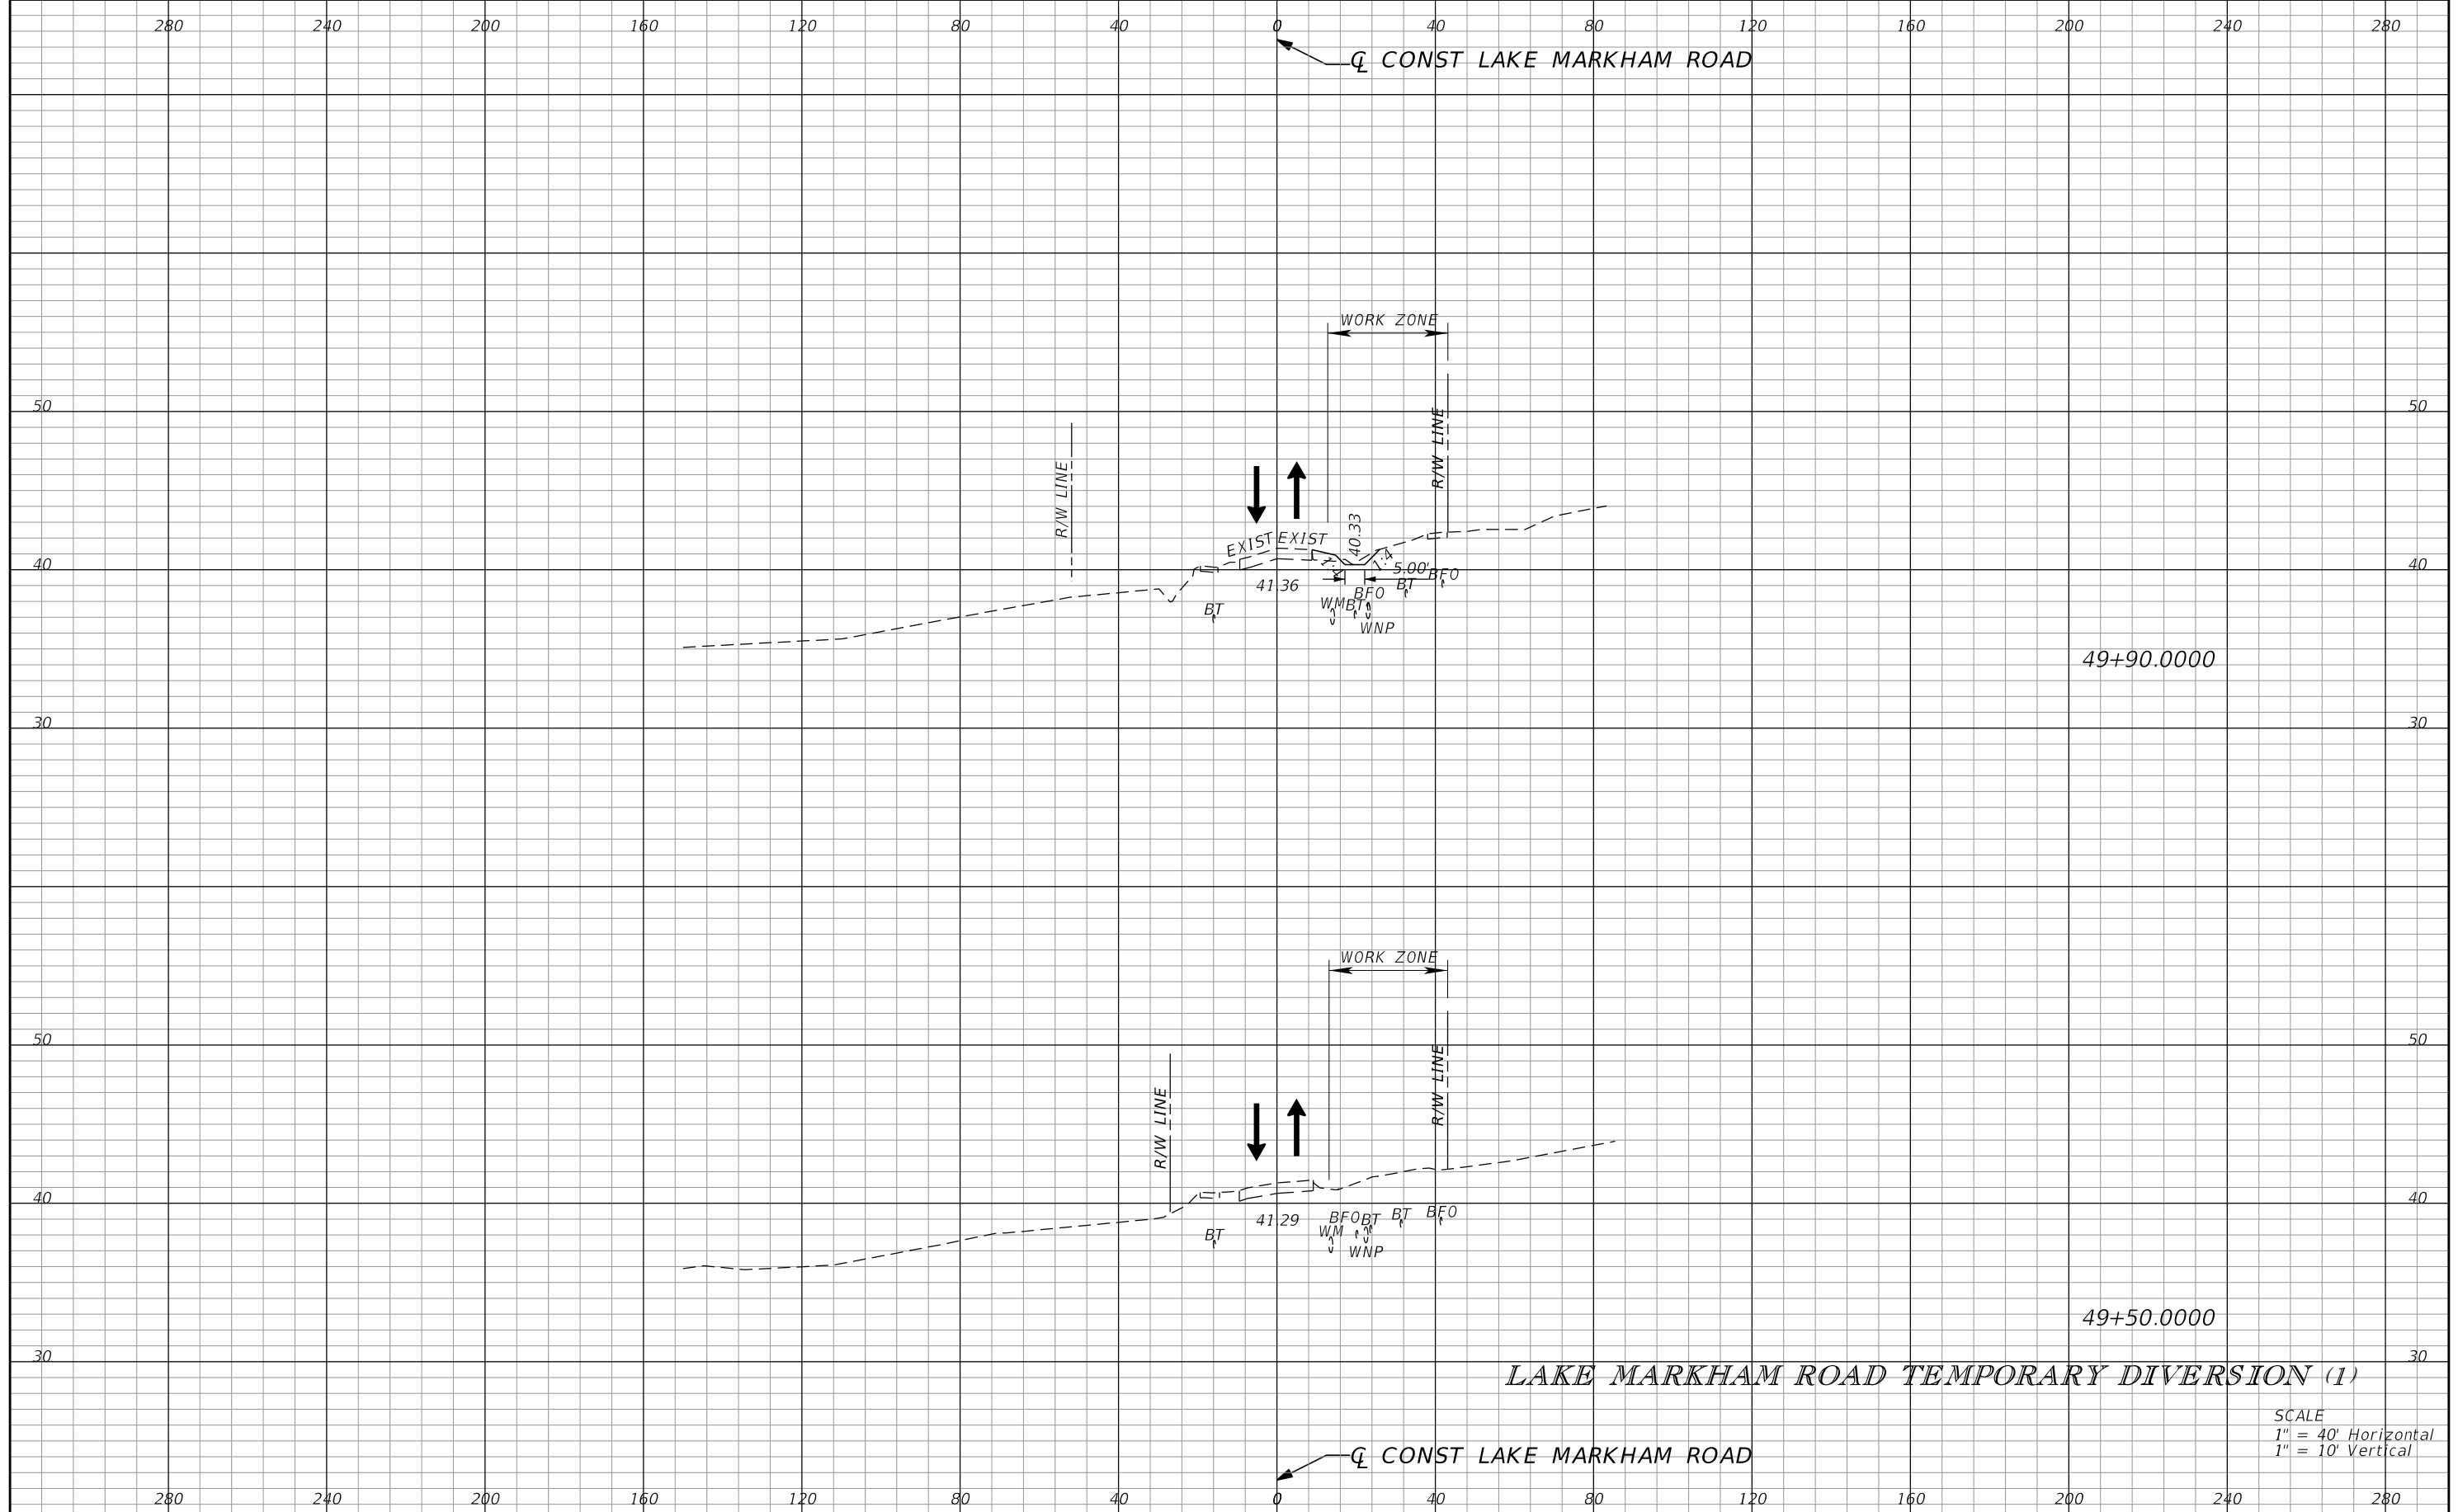 280 240 200 160 120 80 40 0 40 80 120 160 200 240 280
℄ CONST LAKE MARKHAM ROAD
WORK ZONE
50 50
R/W LINE
R/W LINE
40.33
EXIST EXIST
1:4
40 40
5.00'
41.36
BFO
BT
BFO
WM BT
BT
WNP
49+90.0000
30 30
WORK ZONE
50 50
R/W LINE
R/W LINE
40 40
41.29
BFO BT BT BFO
BT
WM
WNP
49+50.0000
30 30
LAKE MARKHAM ROAD TEMPORARY DIVERSION (1)
SCALE
1" = 40' Horizontal
1" = 10' Vertical
℄ CONST LAKE MARKHAM ROAD
280 240 200 160 120 80 40 0 40 80 120 160 200 240 280